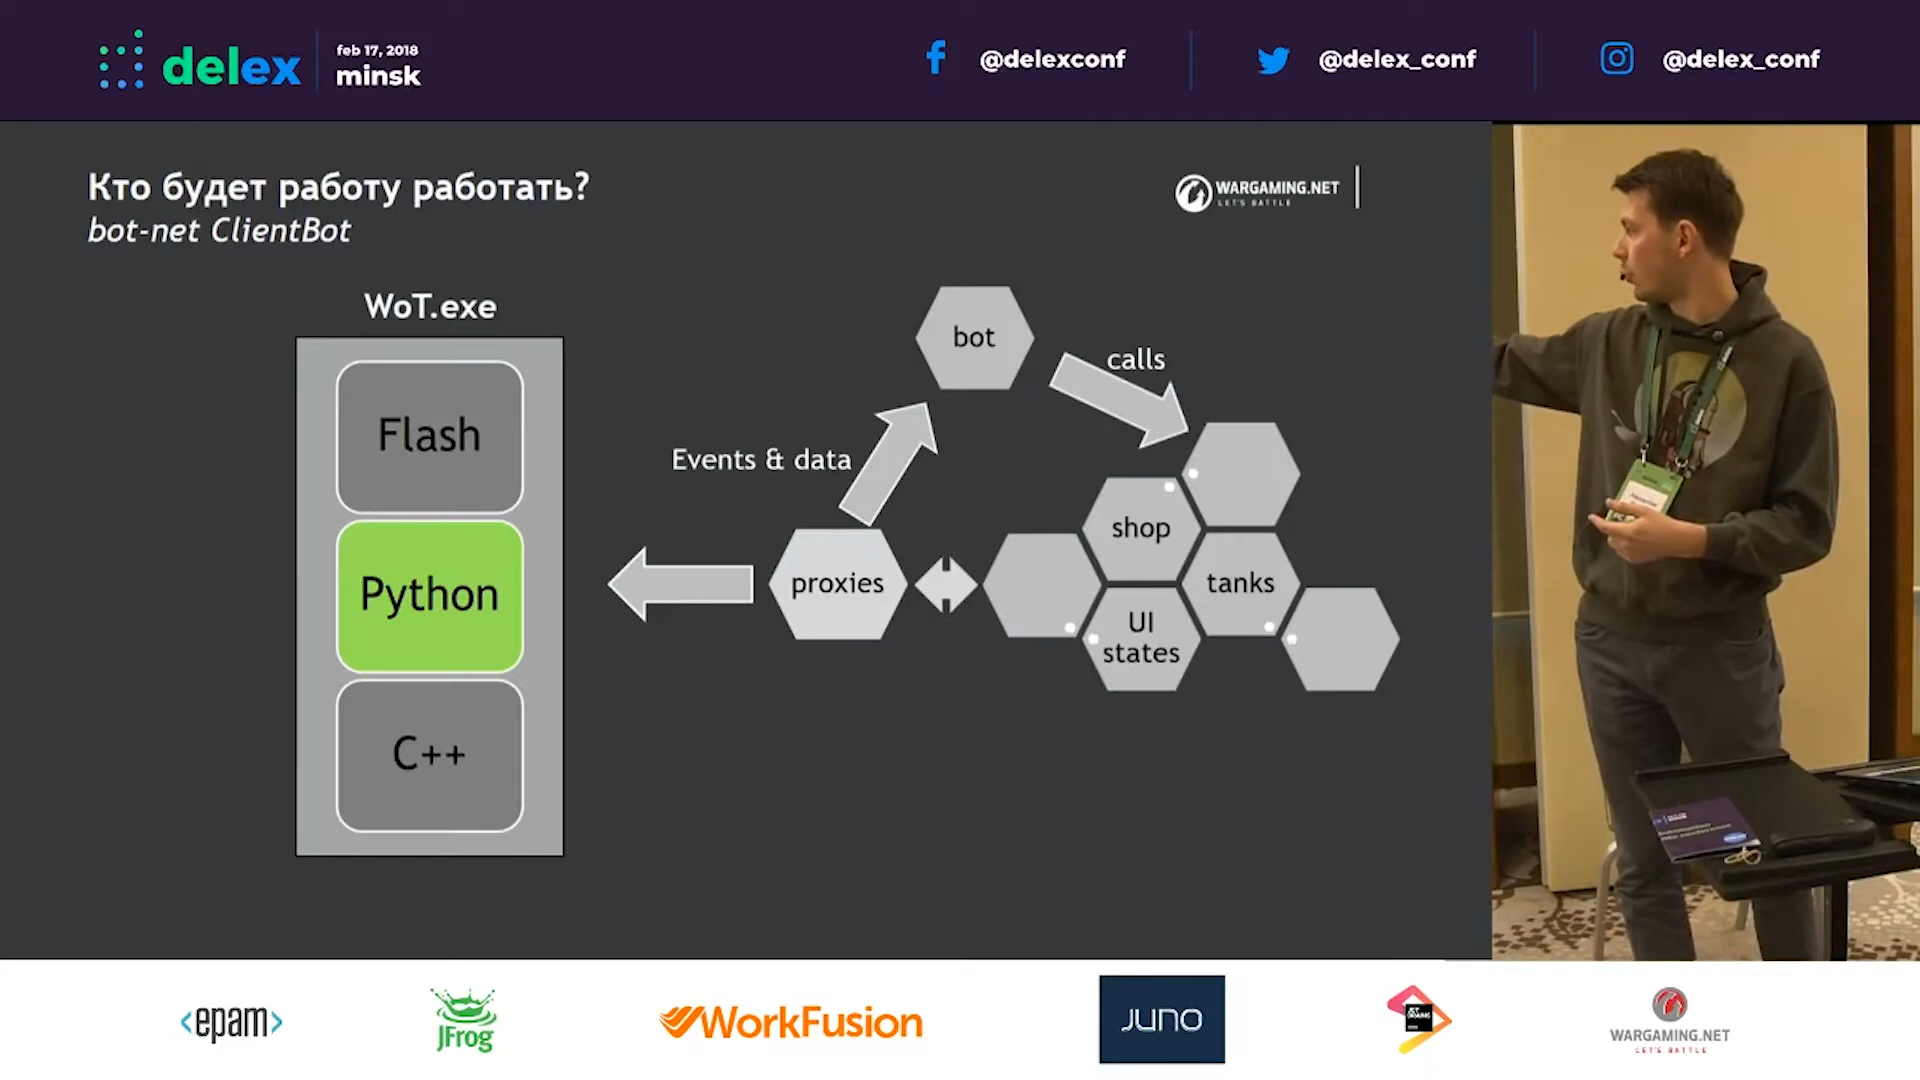 delex
feb 17, 2018
minsk
@delexconf
@delex_conf
@delex_conf
Кто будет работу работать?
bot-net ClientBot
WARGAMING.NET
LET'S BATTLE
WoT.exe
Flash
Python
C++
bot
calls
Events & data
proxies
shop
tanks
UI
states
<epam>
JFrog
WorkFusion
JUNO
JET
BRAINS
WARGAMING.NET
LET'S BATTLE